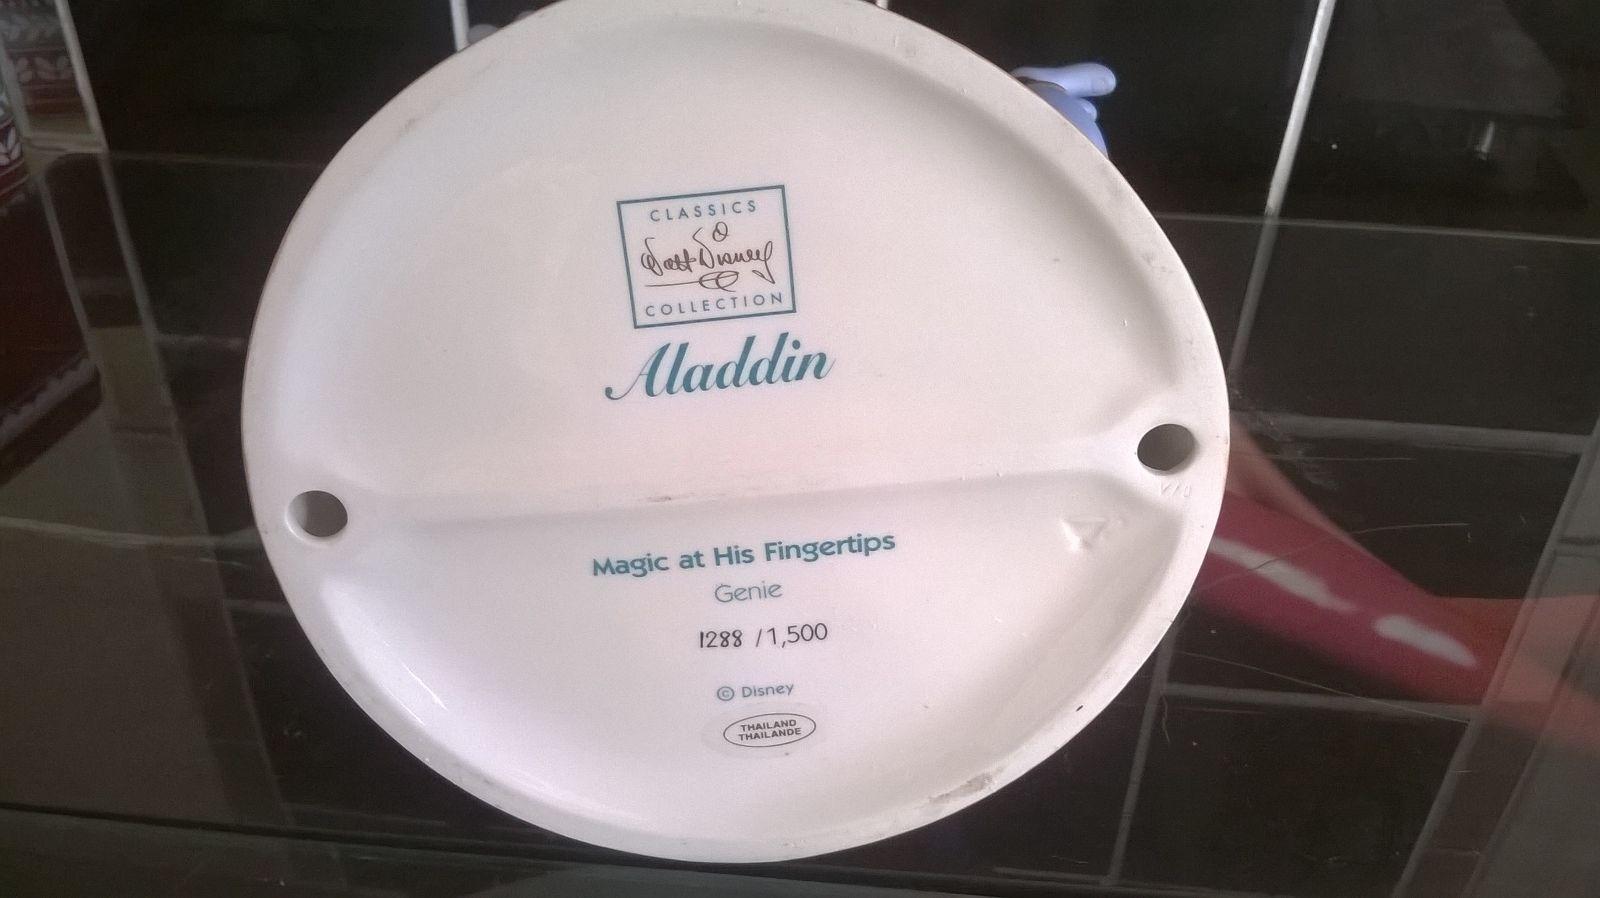 CLASSICS
Walt Disney
COLLECTION
Aladdin
Magic at His Fingertips
Genie
1288 /1,500
© Disney
THAILAND
THAILANDE